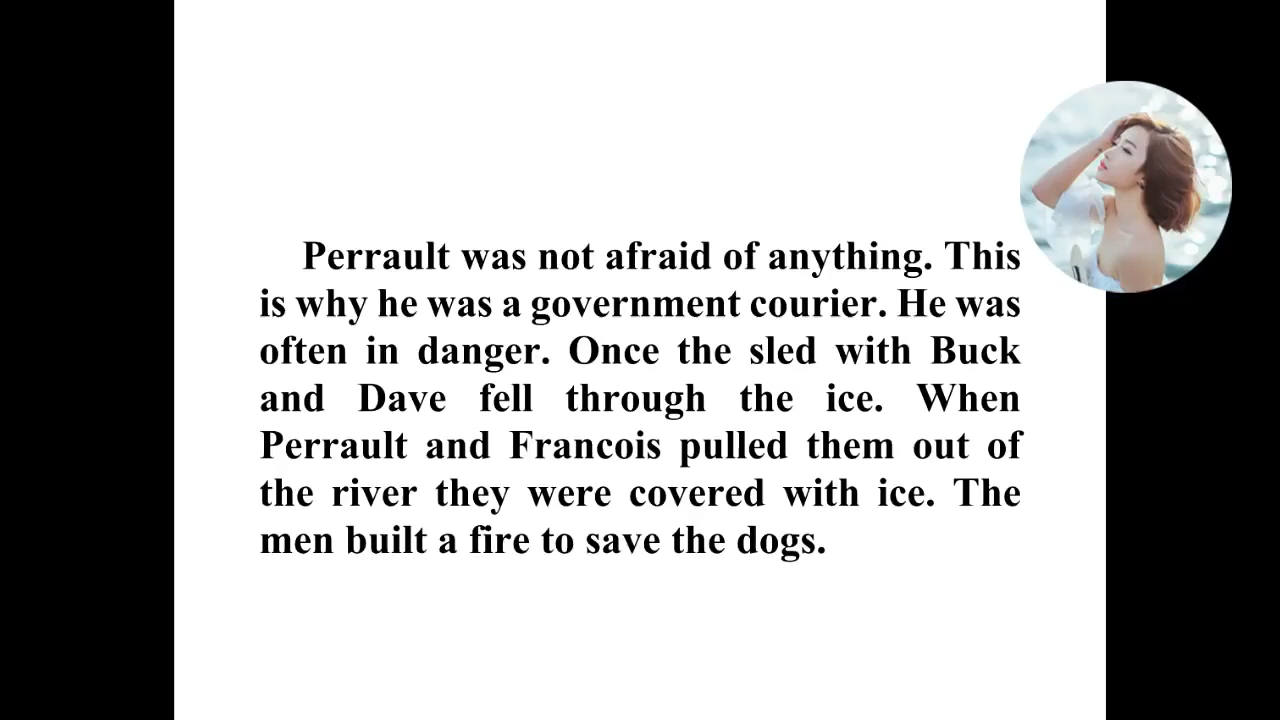 Perrault was not afraid of anything. This
is why he was a government courier. He was
often in danger. Once the sled with Buck
and Dave fell through the ice. When
Perrault and Francois pulled them out of
the river they were covered with ice. The
men built a fire to save the dogs.